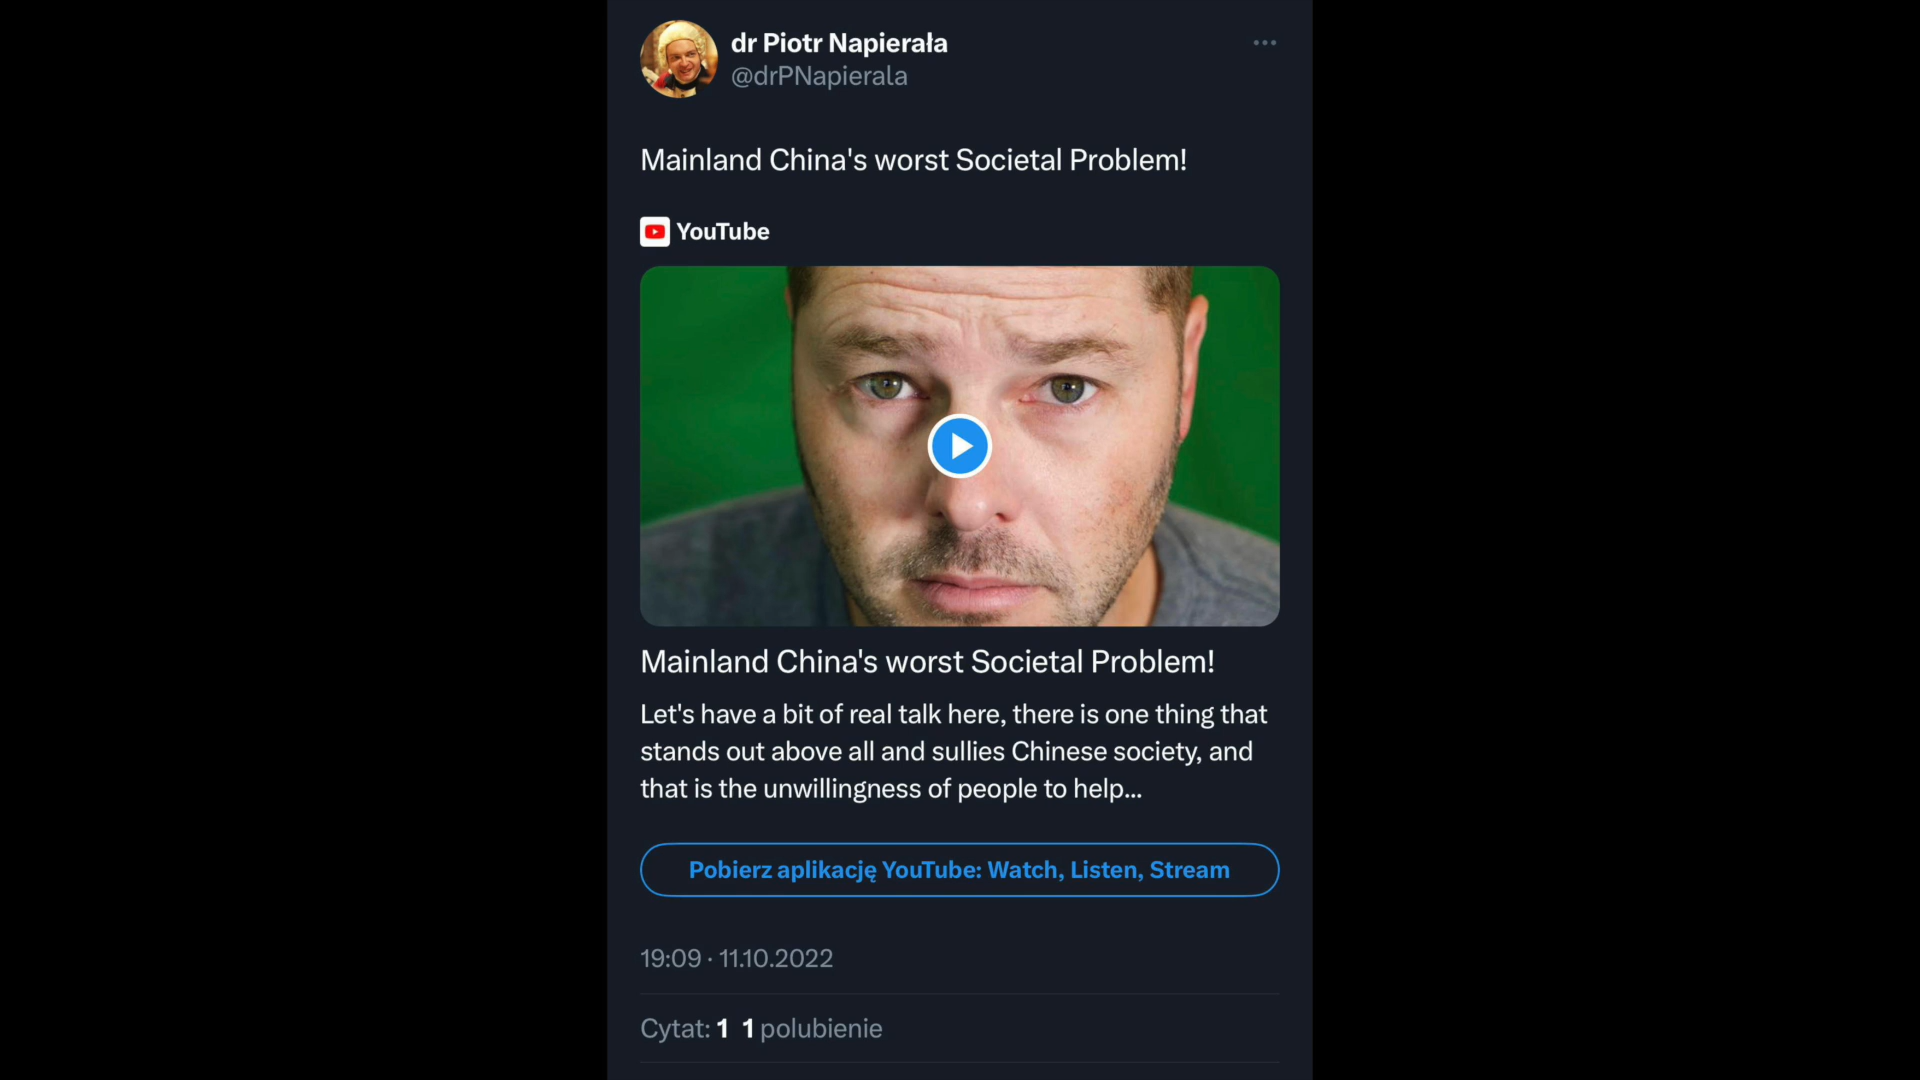 dr Piotr Napierała
@drPNapierala
Mainland China's worst Societal Problem!
YouTube
Mainland China's worst Societal Problem!
Let's have a bit of real talk here, there is one thing that
stands out above all and sullies Chinese society, and
that is the unwillingness of people to help...
Pobierz aplikację YouTube: Watch, Listen, Stream
19:09 · 11.10.2022
Cytat: 1 1 polubienie